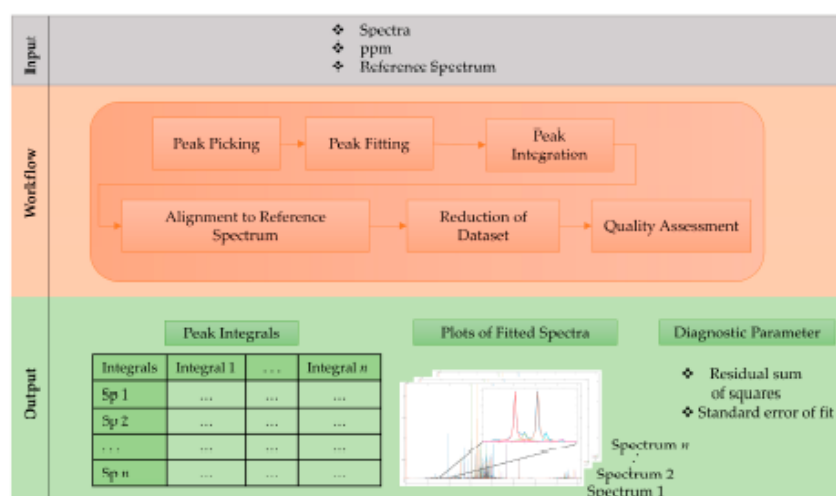 Input
❖ Spectra
❖ ppm
❖ Reference Spectrum
Workflow
Peak Picking
Peak Fitting
Peak
Integration
Alignment to Reference
Spectrum
Reduction of
Dataset
Quality Assessment
Output
Peak Integrals
Integrals Integral 1 ... Integral n
Sp 1 ... ... ...
Sp 2 ... ... ...
... ... ... ...
Sp n ... ... ...
Plots of Fitted Spectra
Spectrum n
:
Spectrum 2
Spectrum 1
Diagnostic Parameter
❖ Residual sum
of squares
❖ Standard error of fit